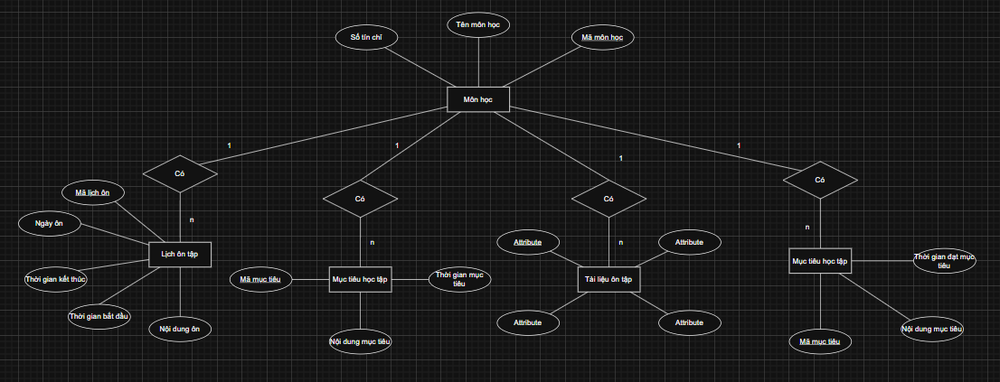 Tên môn học
Số tín chỉ
Mã môn học
Môn học
1
1
1
1
Có
Có
Có
Có
Mã lịch ôn
Ngày ôn
n
n
n
n
Attribute
Attribute
Lịch ôn tập
Mục tiêu học tập
Thời gian đạt mục
tiêu
Thời gian kết thúc
Mã mục tiêu
Mục tiêu học tập
Thời gian mục
tiêu
Tài liệu ôn tập
Thời gian bắt đầu
Nội dung ôn
Attribute
Attribute
Nội dung mục tiêu
Nội dung mục tiêu
Mã mục tiêu